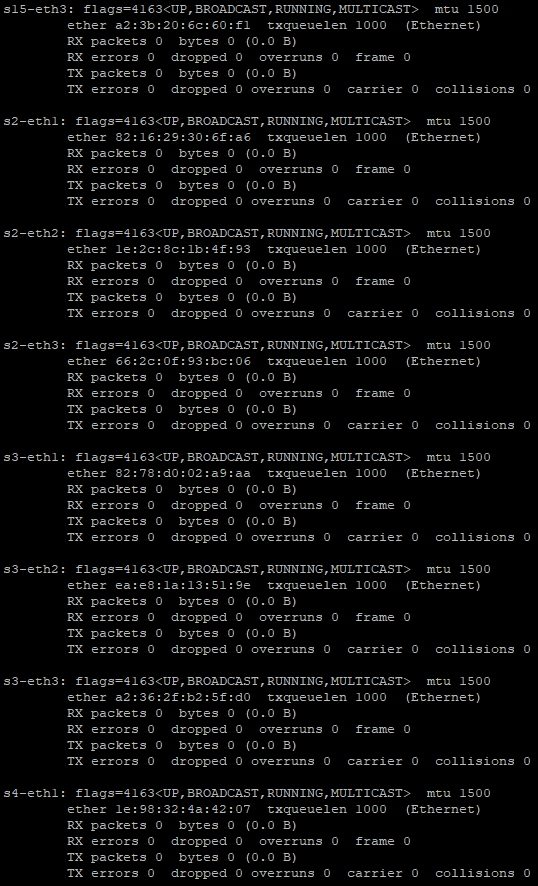 s15-eth3: flags=4163<UP,BROADCAST,RUNNING,MULTICAST>  mtu 1500
        ether a2:3b:20:6c:60:f1  txqueuelen 1000  (Ethernet)
        RX packets 0  bytes 0 (0.0 B)
        RX errors 0  dropped 0  overruns 0  frame 0
        TX packets 0  bytes 0 (0.0 B)
        TX errors 0  dropped 0 overruns 0  carrier 0  collisions 0

s2-eth1: flags=4163<UP,BROADCAST,RUNNING,MULTICAST>  mtu 1500
        ether 82:16:29:30:6f:a6  txqueuelen 1000  (Ethernet)
        RX packets 0  bytes 0 (0.0 B)
        RX errors 0  dropped 0  overruns 0  frame 0
        TX packets 0  bytes 0 (0.0 B)
        TX errors 0  dropped 0 overruns 0  carrier 0  collisions 0

s2-eth2: flags=4163<UP,BROADCAST,RUNNING,MULTICAST>  mtu 1500
        ether 1e:2c:8c:1b:4f:93  txqueuelen 1000  (Ethernet)
        RX packets 0  bytes 0 (0.0 B)
        RX errors 0  dropped 0  overruns 0  frame 0
        TX packets 0  bytes 0 (0.0 B)
        TX errors 0  dropped 0 overruns 0  carrier 0  collisions 0

s2-eth3: flags=4163<UP,BROADCAST,RUNNING,MULTICAST>  mtu 1500
        ether 66:2c:0f:93:bc:06  txqueuelen 1000  (Ethernet)
        RX packets 0  bytes 0 (0.0 B)
        RX errors 0  dropped 0  overruns 0  frame 0
        TX packets 0  bytes 0 (0.0 B)
        TX errors 0  dropped 0 overruns 0  carrier 0  collisions 0

s3-eth1: flags=4163<UP,BROADCAST,RUNNING,MULTICAST>  mtu 1500
        ether 82:78:d0:02:a9:aa  txqueuelen 1000  (Ethernet)
        RX packets 0  bytes 0 (0.0 B)
        RX errors 0  dropped 0  overruns 0  frame 0
        TX packets 0  bytes 0 (0.0 B)
        TX errors 0  dropped 0 overruns 0  carrier 0  collisions 0

s3-eth2: flags=4163<UP,BROADCAST,RUNNING,MULTICAST>  mtu 1500
        ether ea:e8:1a:13:51:9e  txqueuelen 1000  (Ethernet)
        RX packets 0  bytes 0 (0.0 B)
        RX errors 0  dropped 0  overruns 0  frame 0
        TX packets 0  bytes 0 (0.0 B)
        TX errors 0  dropped 0 overruns 0  carrier 0  collisions 0

s3-eth3: flags=4163<UP,BROADCAST,RUNNING,MULTICAST>  mtu 1500
        ether a2:36:2f:b2:5f:d0  txqueuelen 1000  (Ethernet)
        RX packets 0  bytes 0 (0.0 B)
        RX errors 0  dropped 0  overruns 0  frame 0
        TX packets 0  bytes 0 (0.0 B)
        TX errors 0  dropped 0 overruns 0  carrier 0  collisions 0

s4-eth1: flags=4163<UP,BROADCAST,RUNNING,MULTICAST>  mtu 1500
        ether 1e:98:32:4a:42:07  txqueuelen 1000  (Ethernet)
        RX packets 0  bytes 0 (0.0 B)
        RX errors 0  dropped 0  overruns 0  frame 0
        TX packets 0  bytes 0 (0.0 B)
        TX errors 0  dropped 0 overruns 0  carrier 0  collisions 0